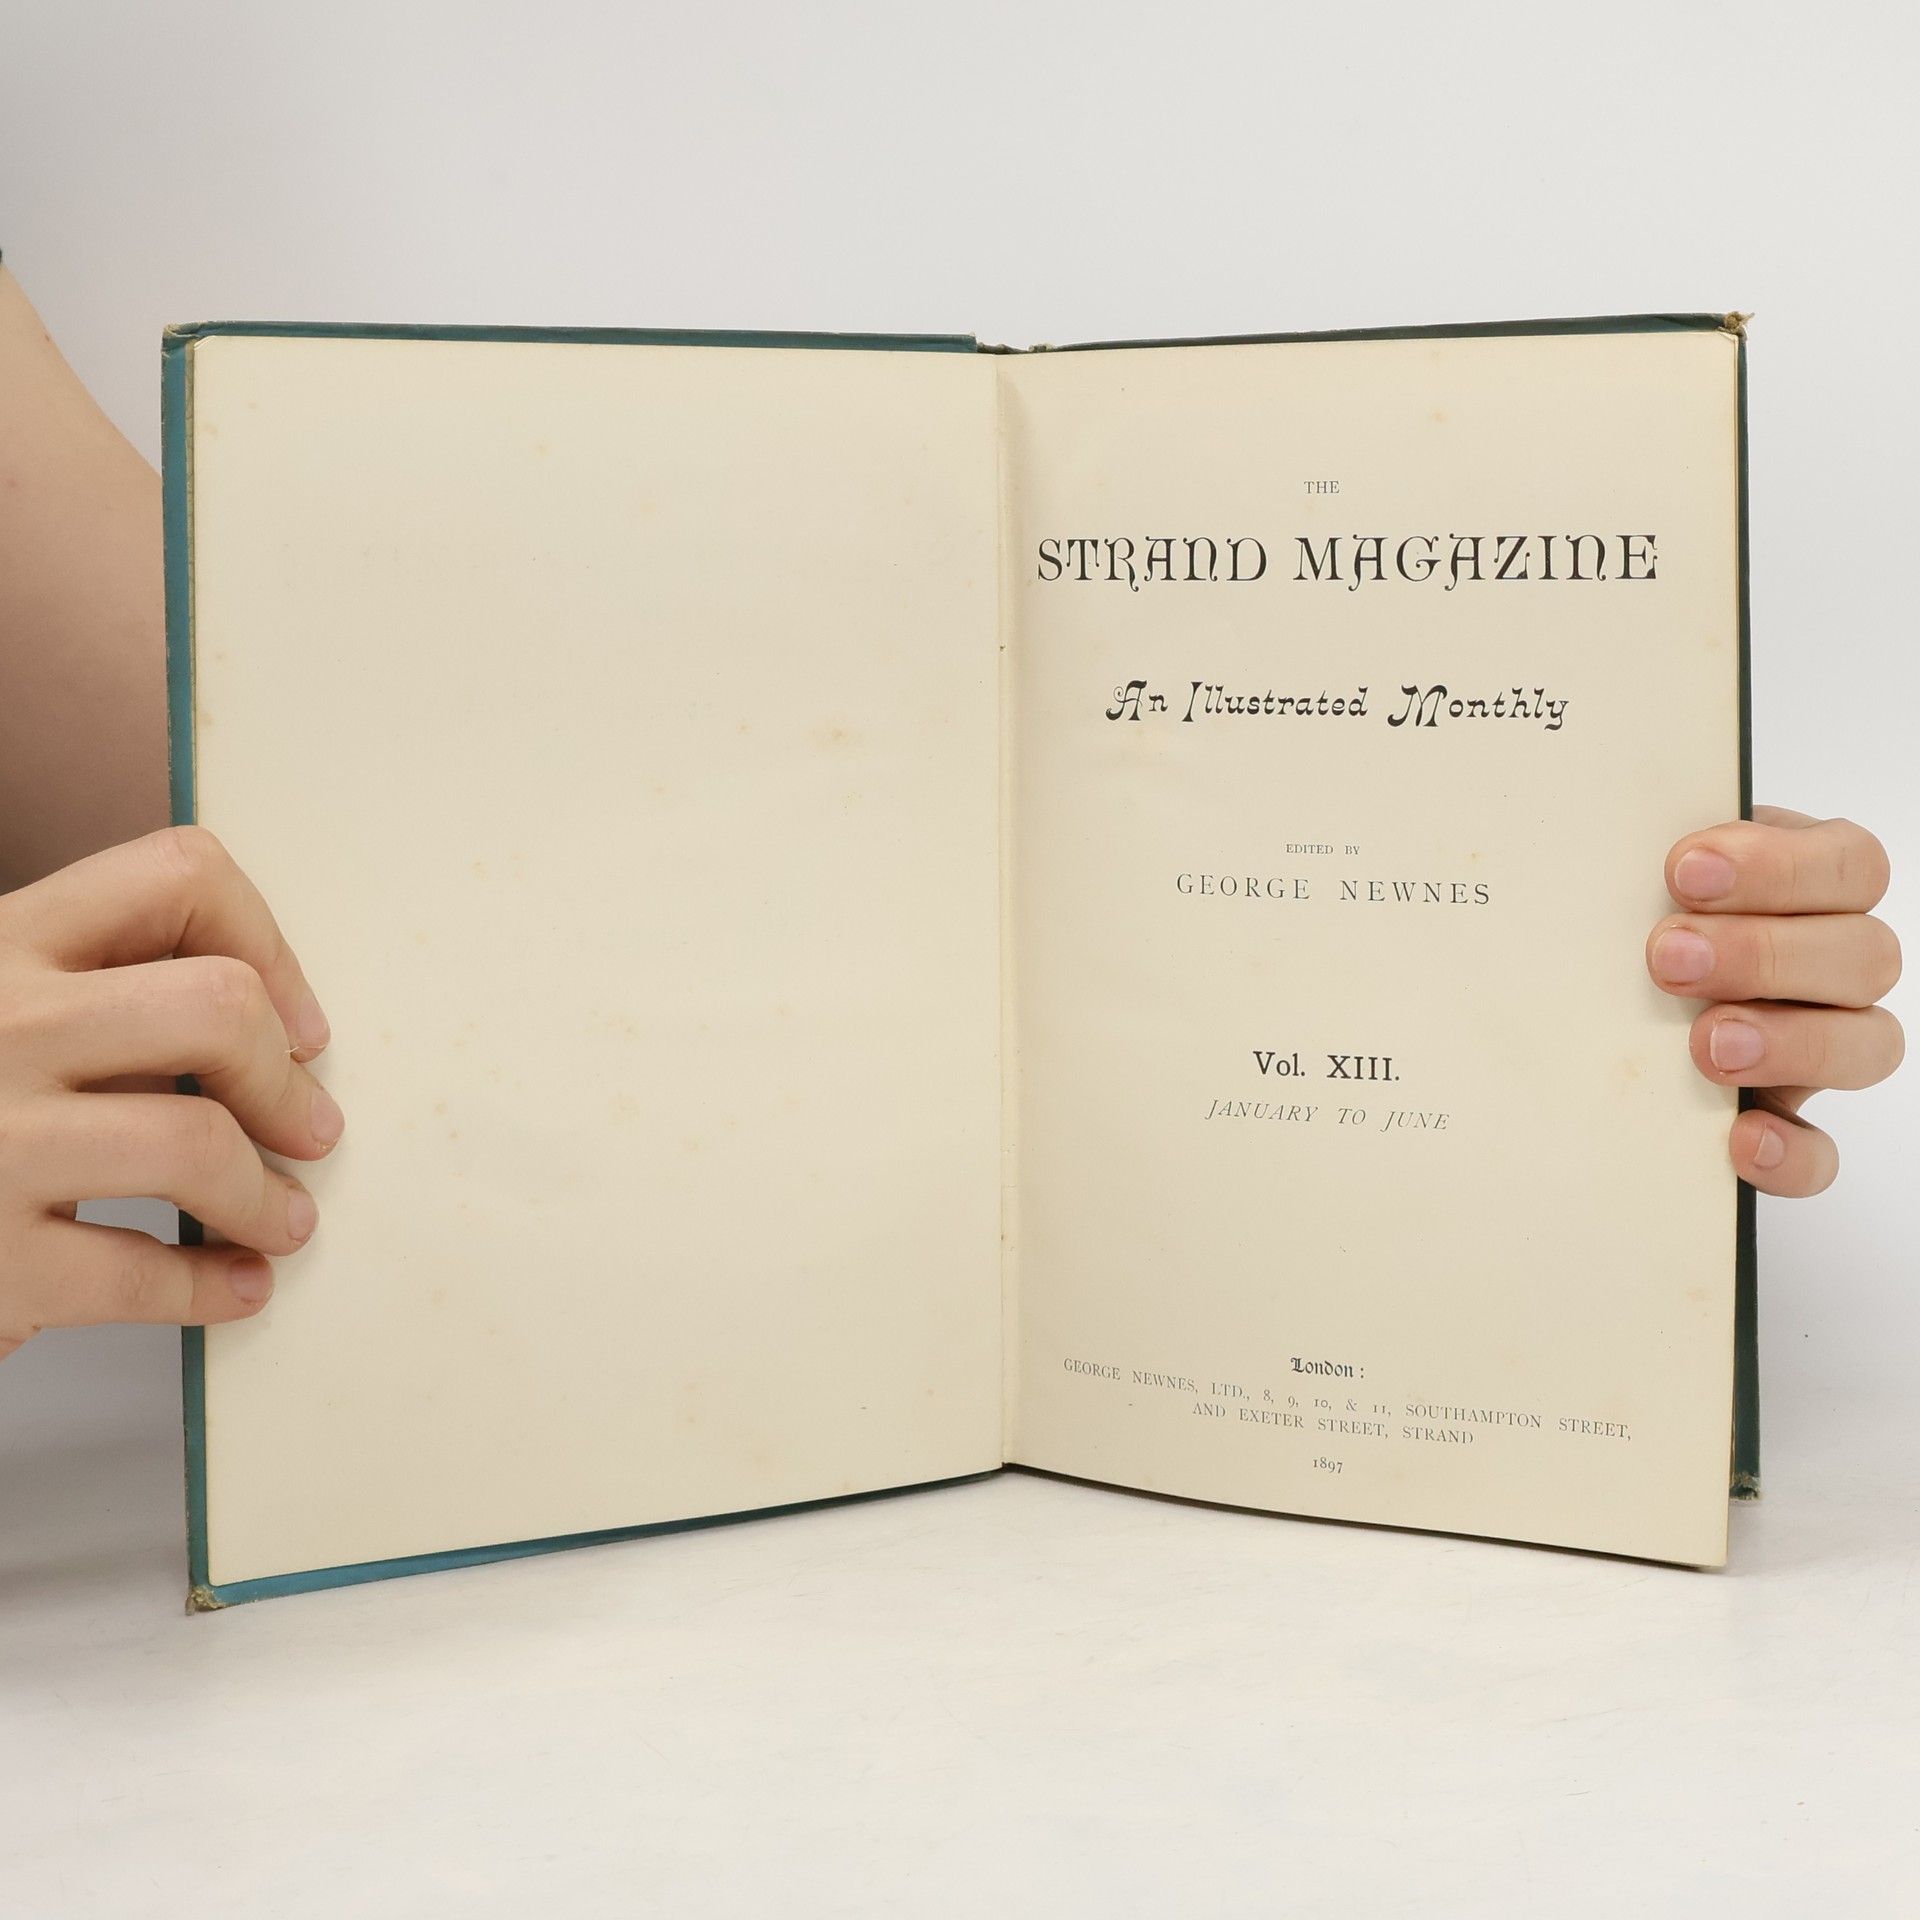 THE
STRAND MAGAZINE
An Illustrated Monthly
EDITED BY
GEORGE NEWNES
Vol. XIII.
JANUARY TO JUNE
London:
GEORGE NEWNES, LTD., 8, 9, 10, & 11, SOUTHAMPTON STREET,
AND EXETER STREET, STRAND
1897